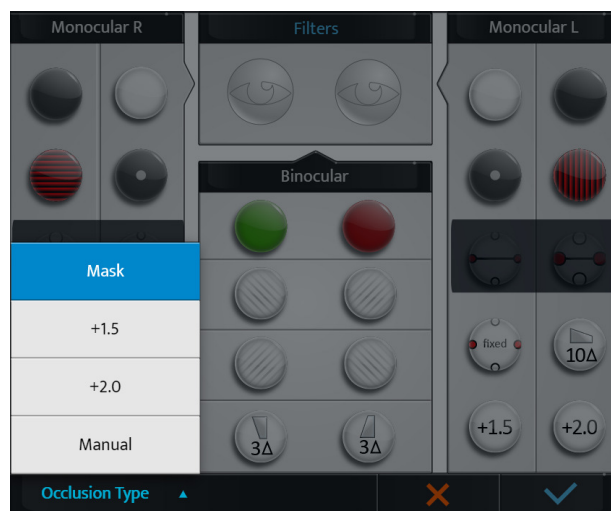 Monocular R
Filters
Monocular L
Binocular
Mask
+1.5
+2.0
Manual
3Δ
3Δ
fixed
10Δ
+1.5
+2.0
Occlusion Type